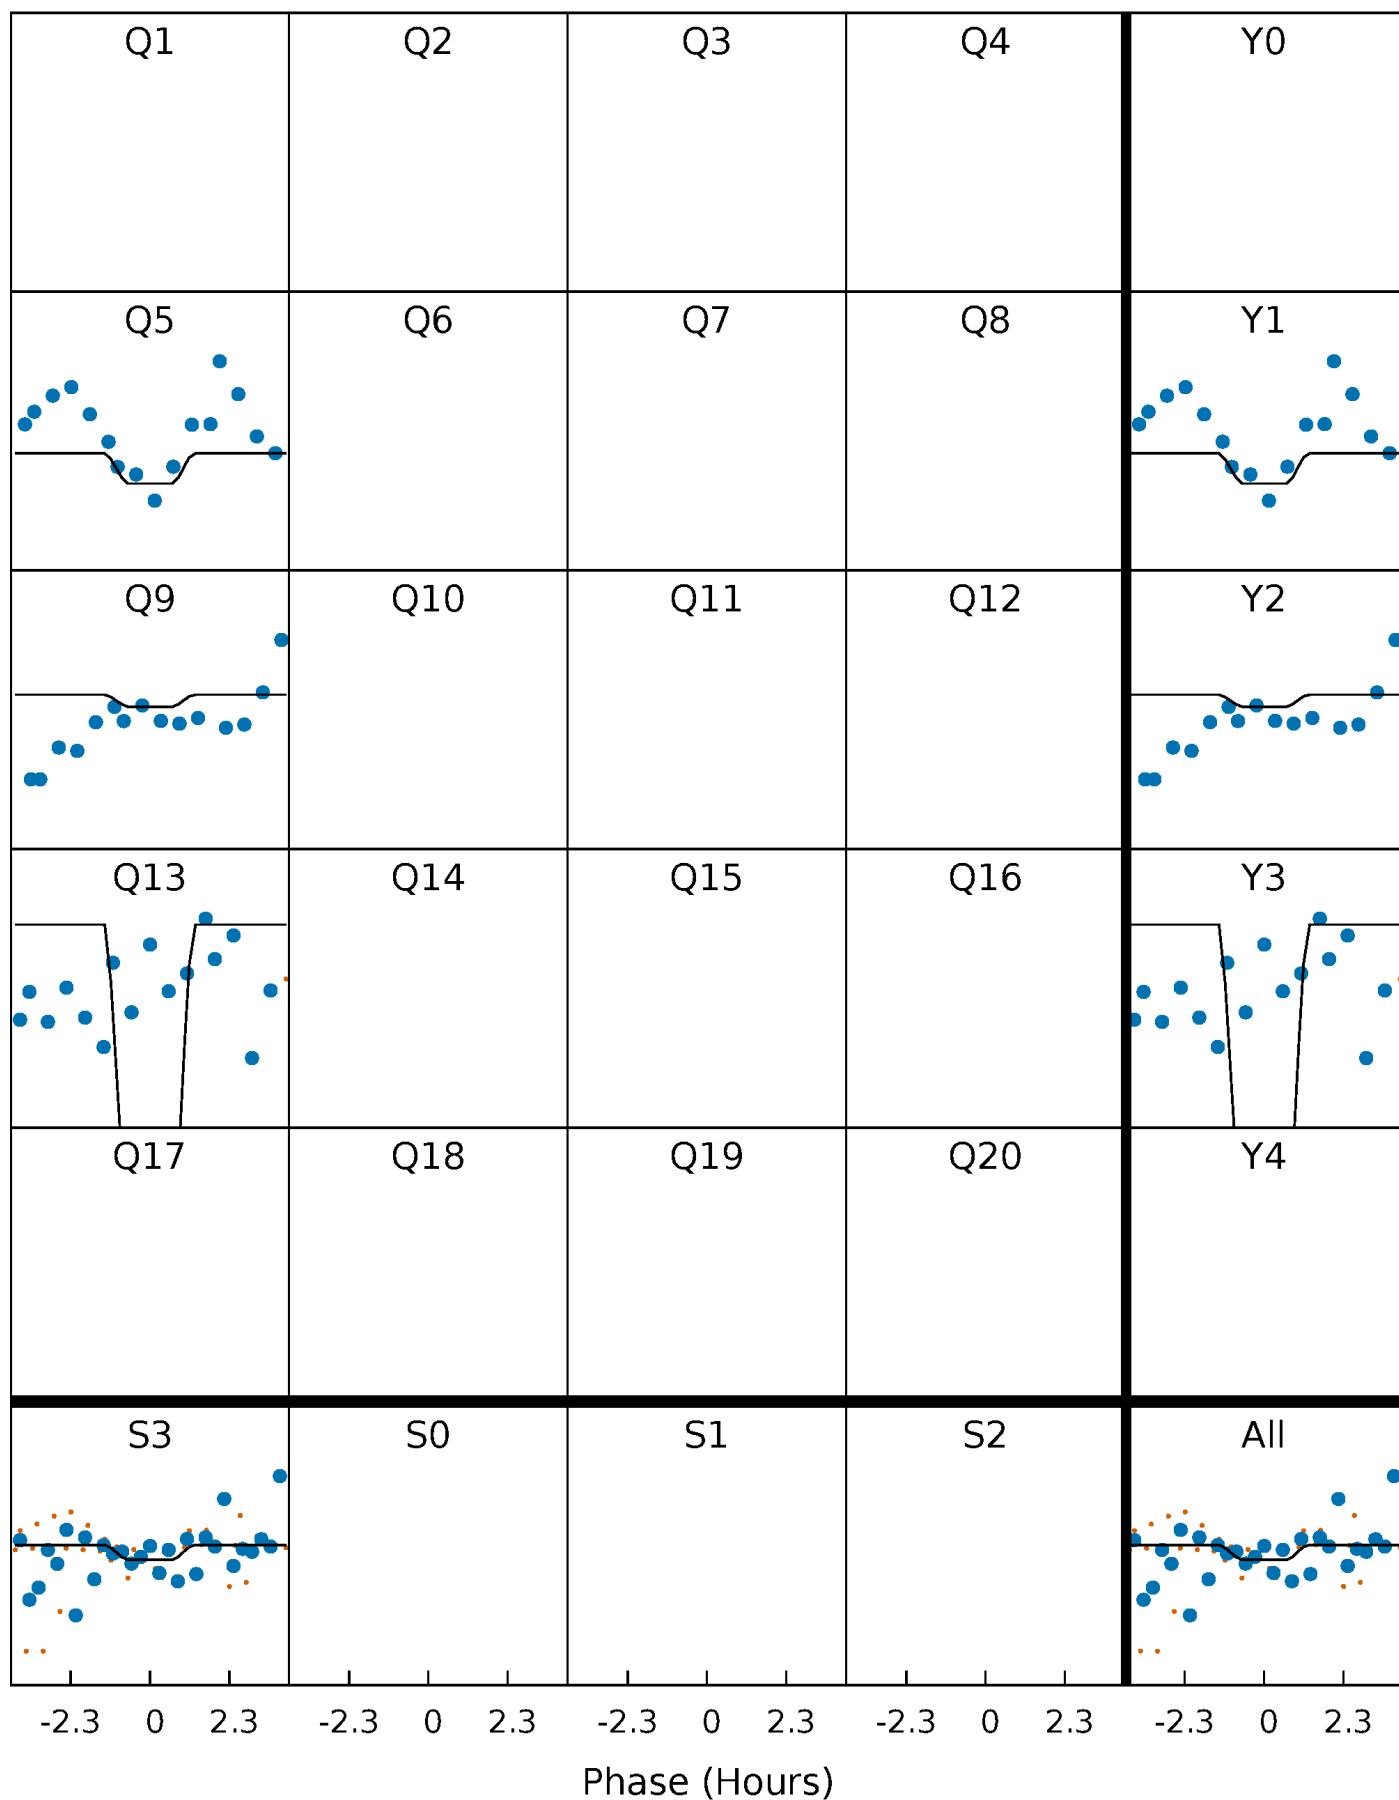 Q1 Q2 Q3 Q4 Y0
Q5 Q6 Q7 Q8 Y1
Q9 Q10 Q11 Q12 Y2
Q13 Q14 Q15 Q16 Y3
Q17 Q18 Q19 Q20 Y4
S3 S0 S1 S2 All
-2.3 0 2.3 -2.3 0 2.3 -2.3 0 2.3 -2.3 0 2.3 -2.3 0 2.3
Phase (Hours)